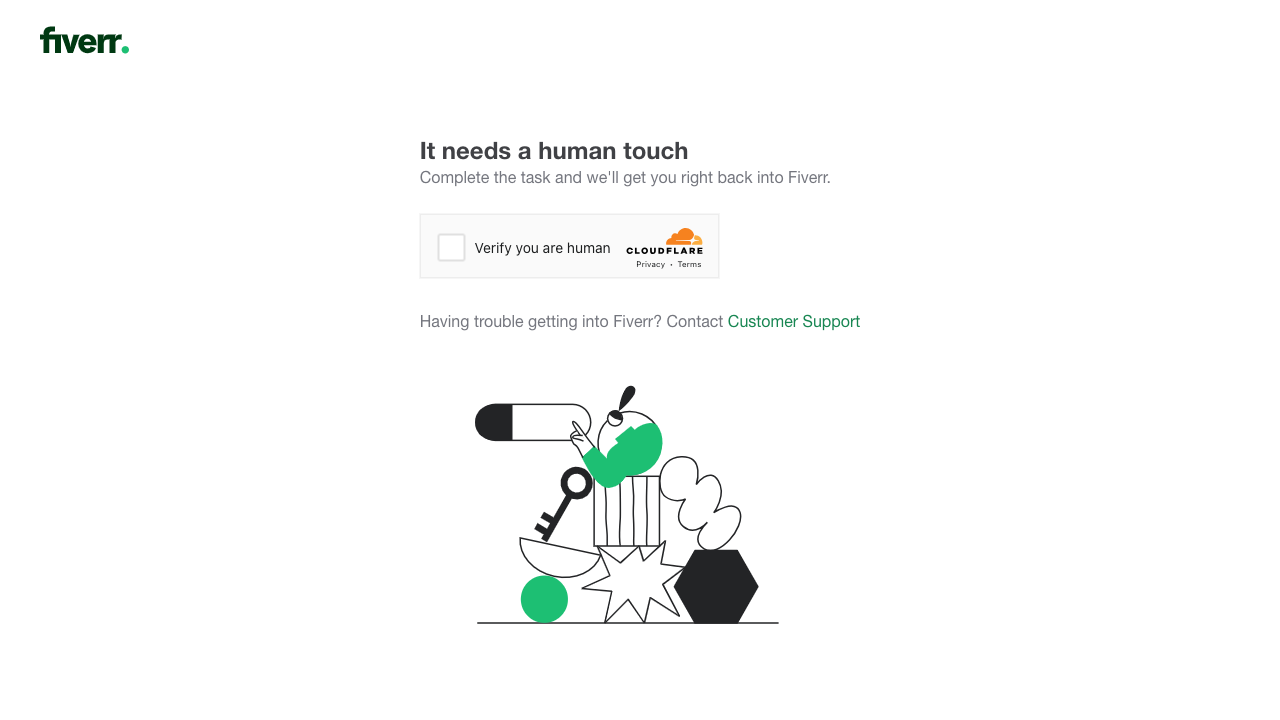 fiverr.
It needs a human touch
Complete the task and we'll get you right back into Fiverr.
Verify you are human
CLOUDFLARE
Privacy • Terms
Having trouble getting into Fiverr? Contact Customer Support